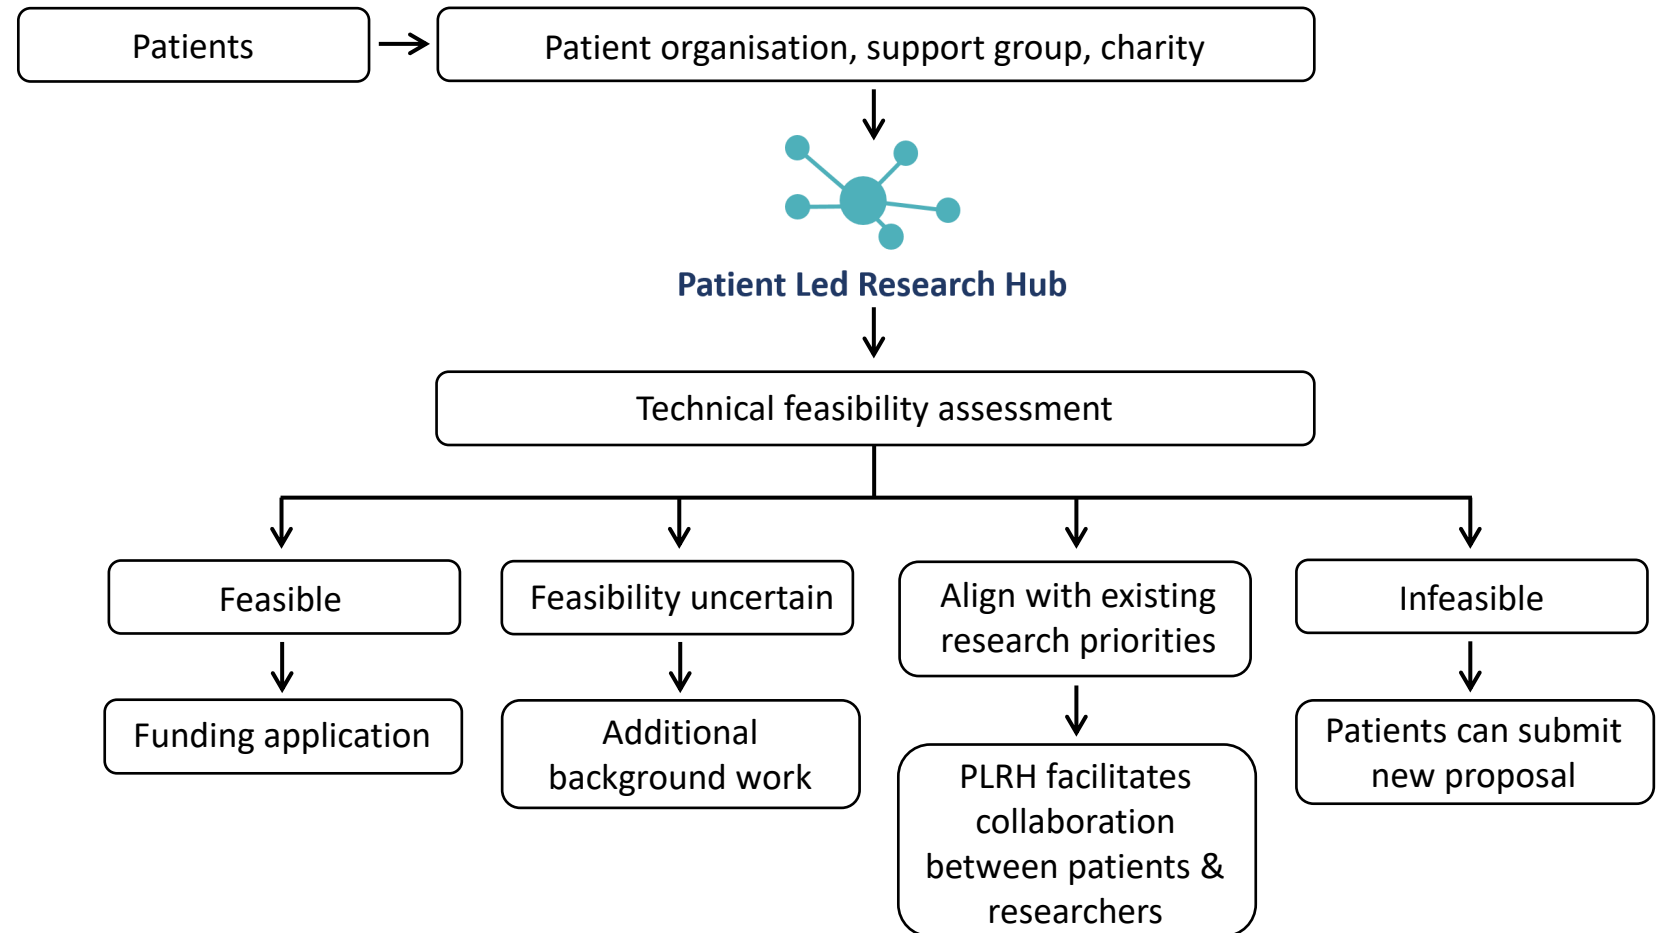 Patients
Patient organisation, support group, charity
Patient Led Research Hub
Technical feasibility assessment
Feasible
Feasibility uncertain
Align with existing
research priorities
Infeasible
Funding application
Additional
background work
PLRH facilitates
collaboration
between patients &
researchers
Patients can submit
new proposal